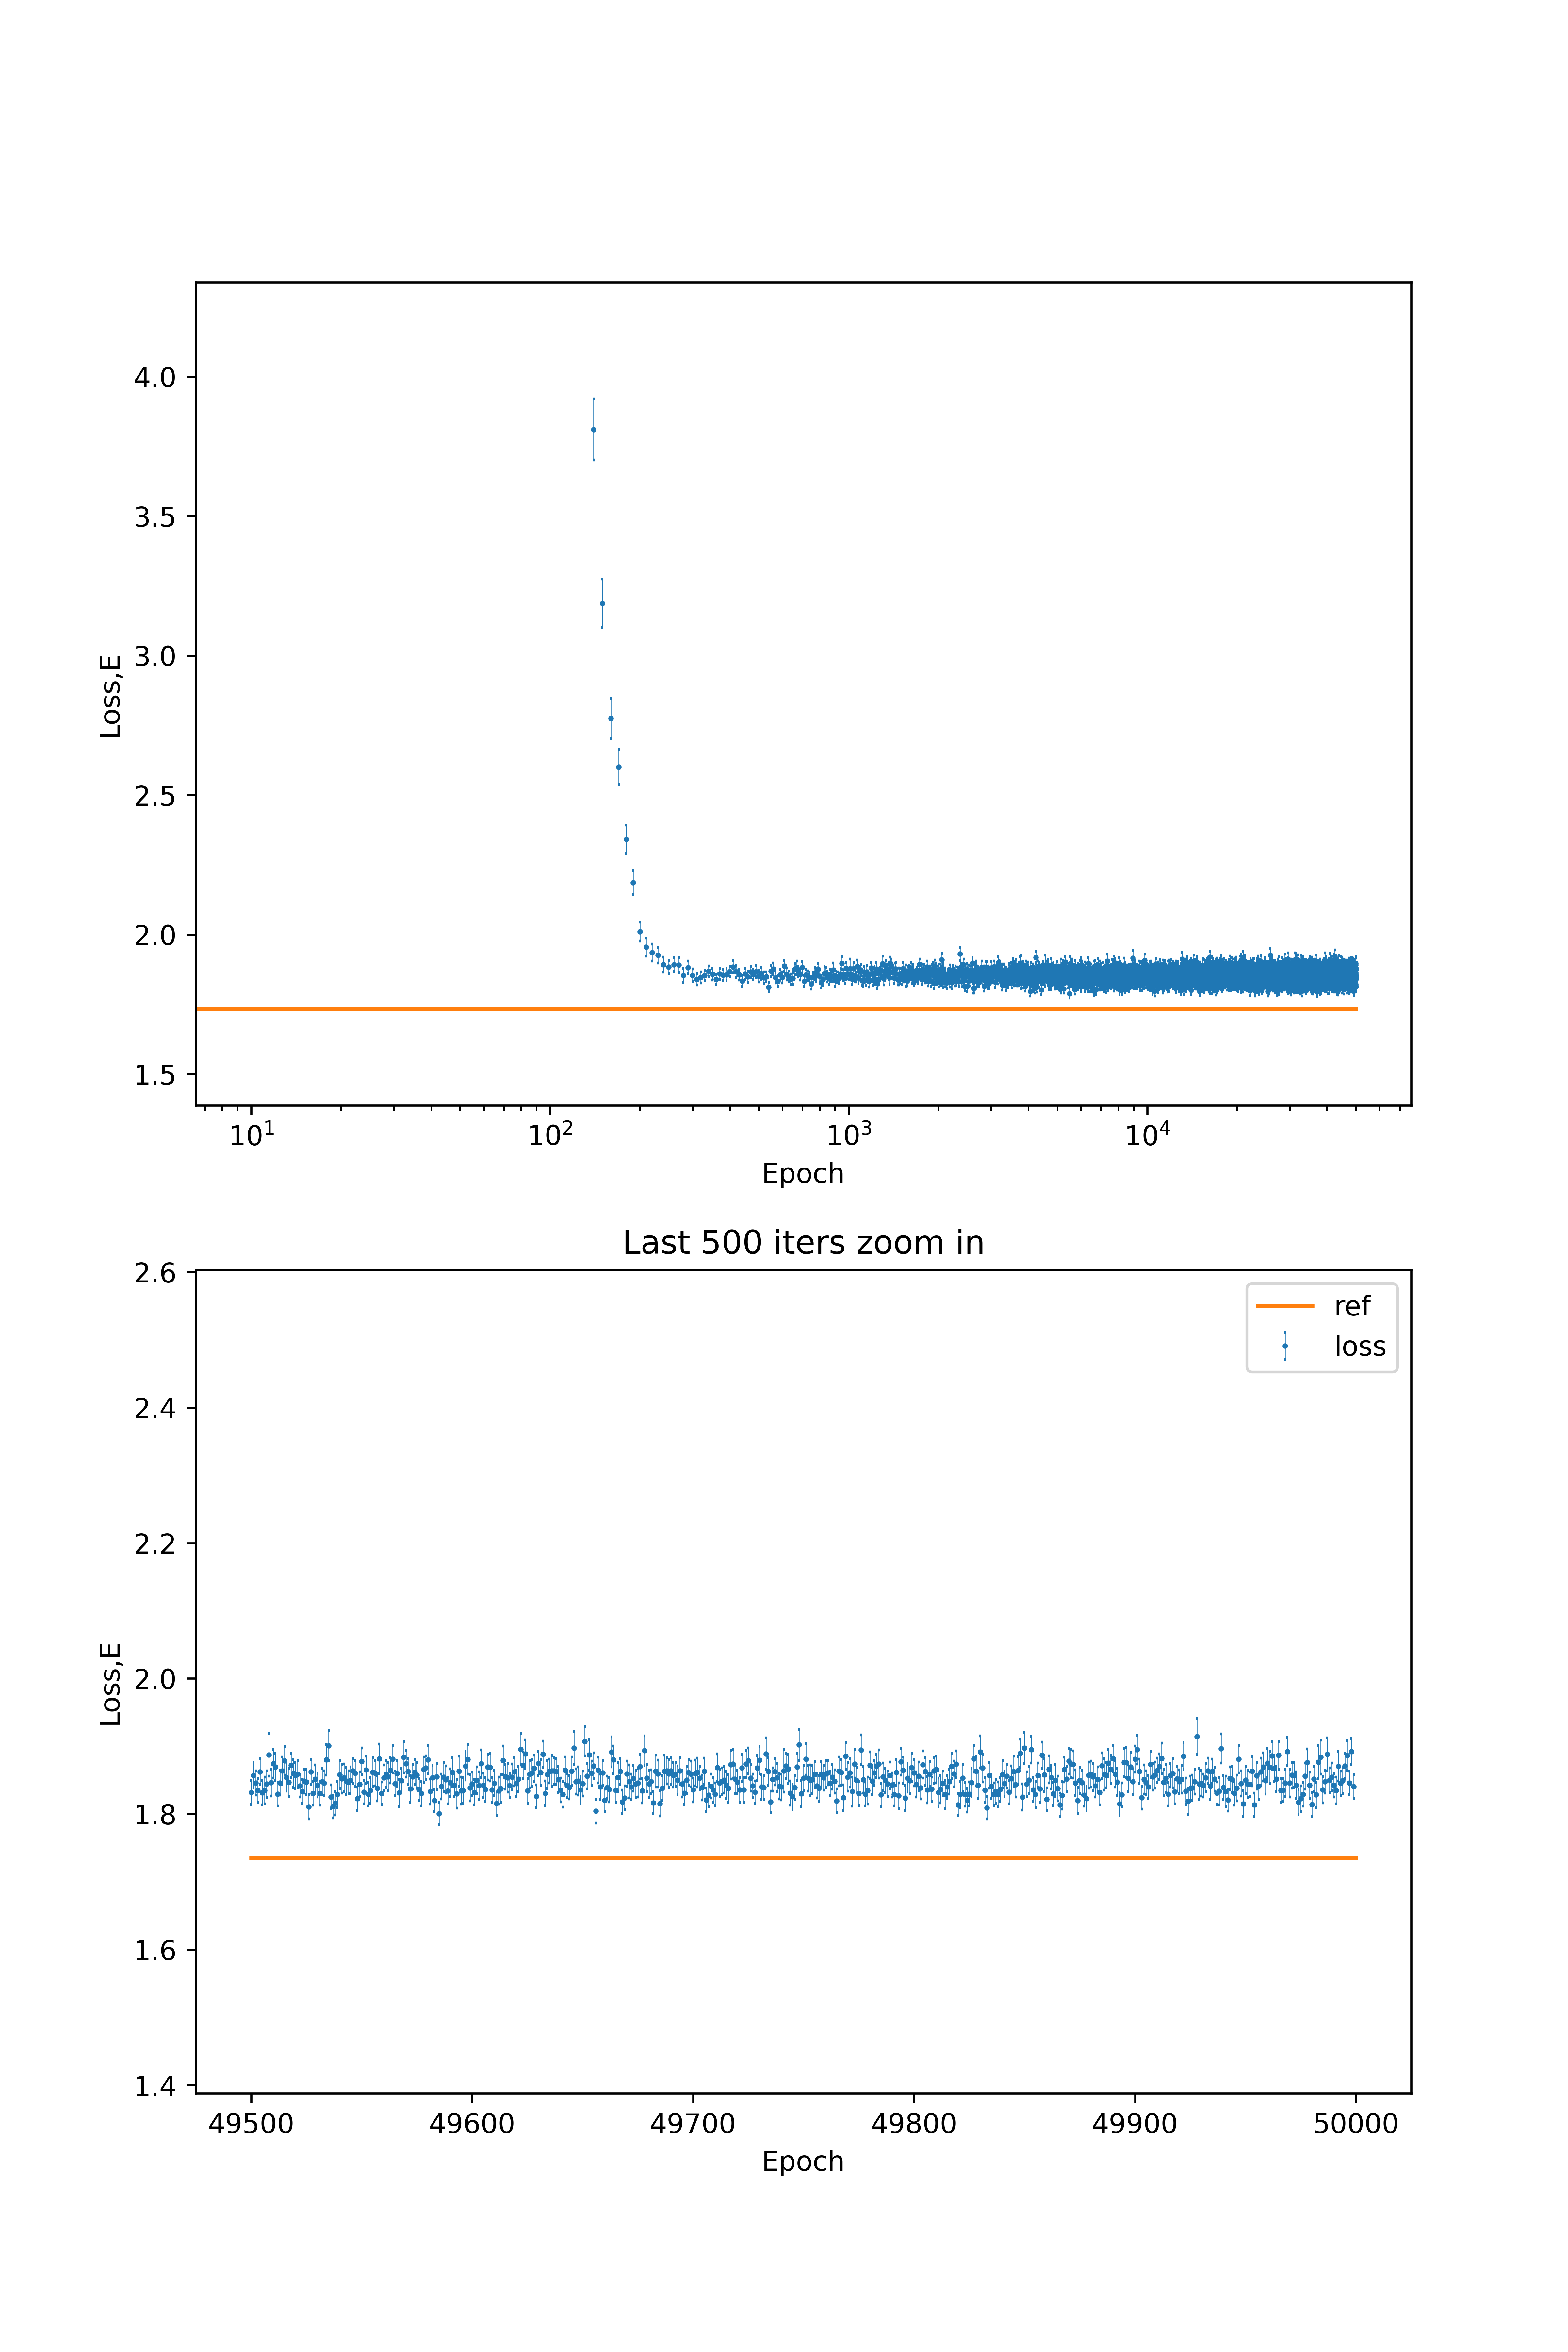 4.0
3.5
3.0
2.5
2.0
1.5
Loss,E
10¹ 10² 10³ 10⁴
Epoch
Last 500 iters zoom in
ref
loss
2.6
2.4
2.2
2.0
1.8
1.6
1.4
Loss,E
49500 49600 49700 49800 49900 50000
Epoch